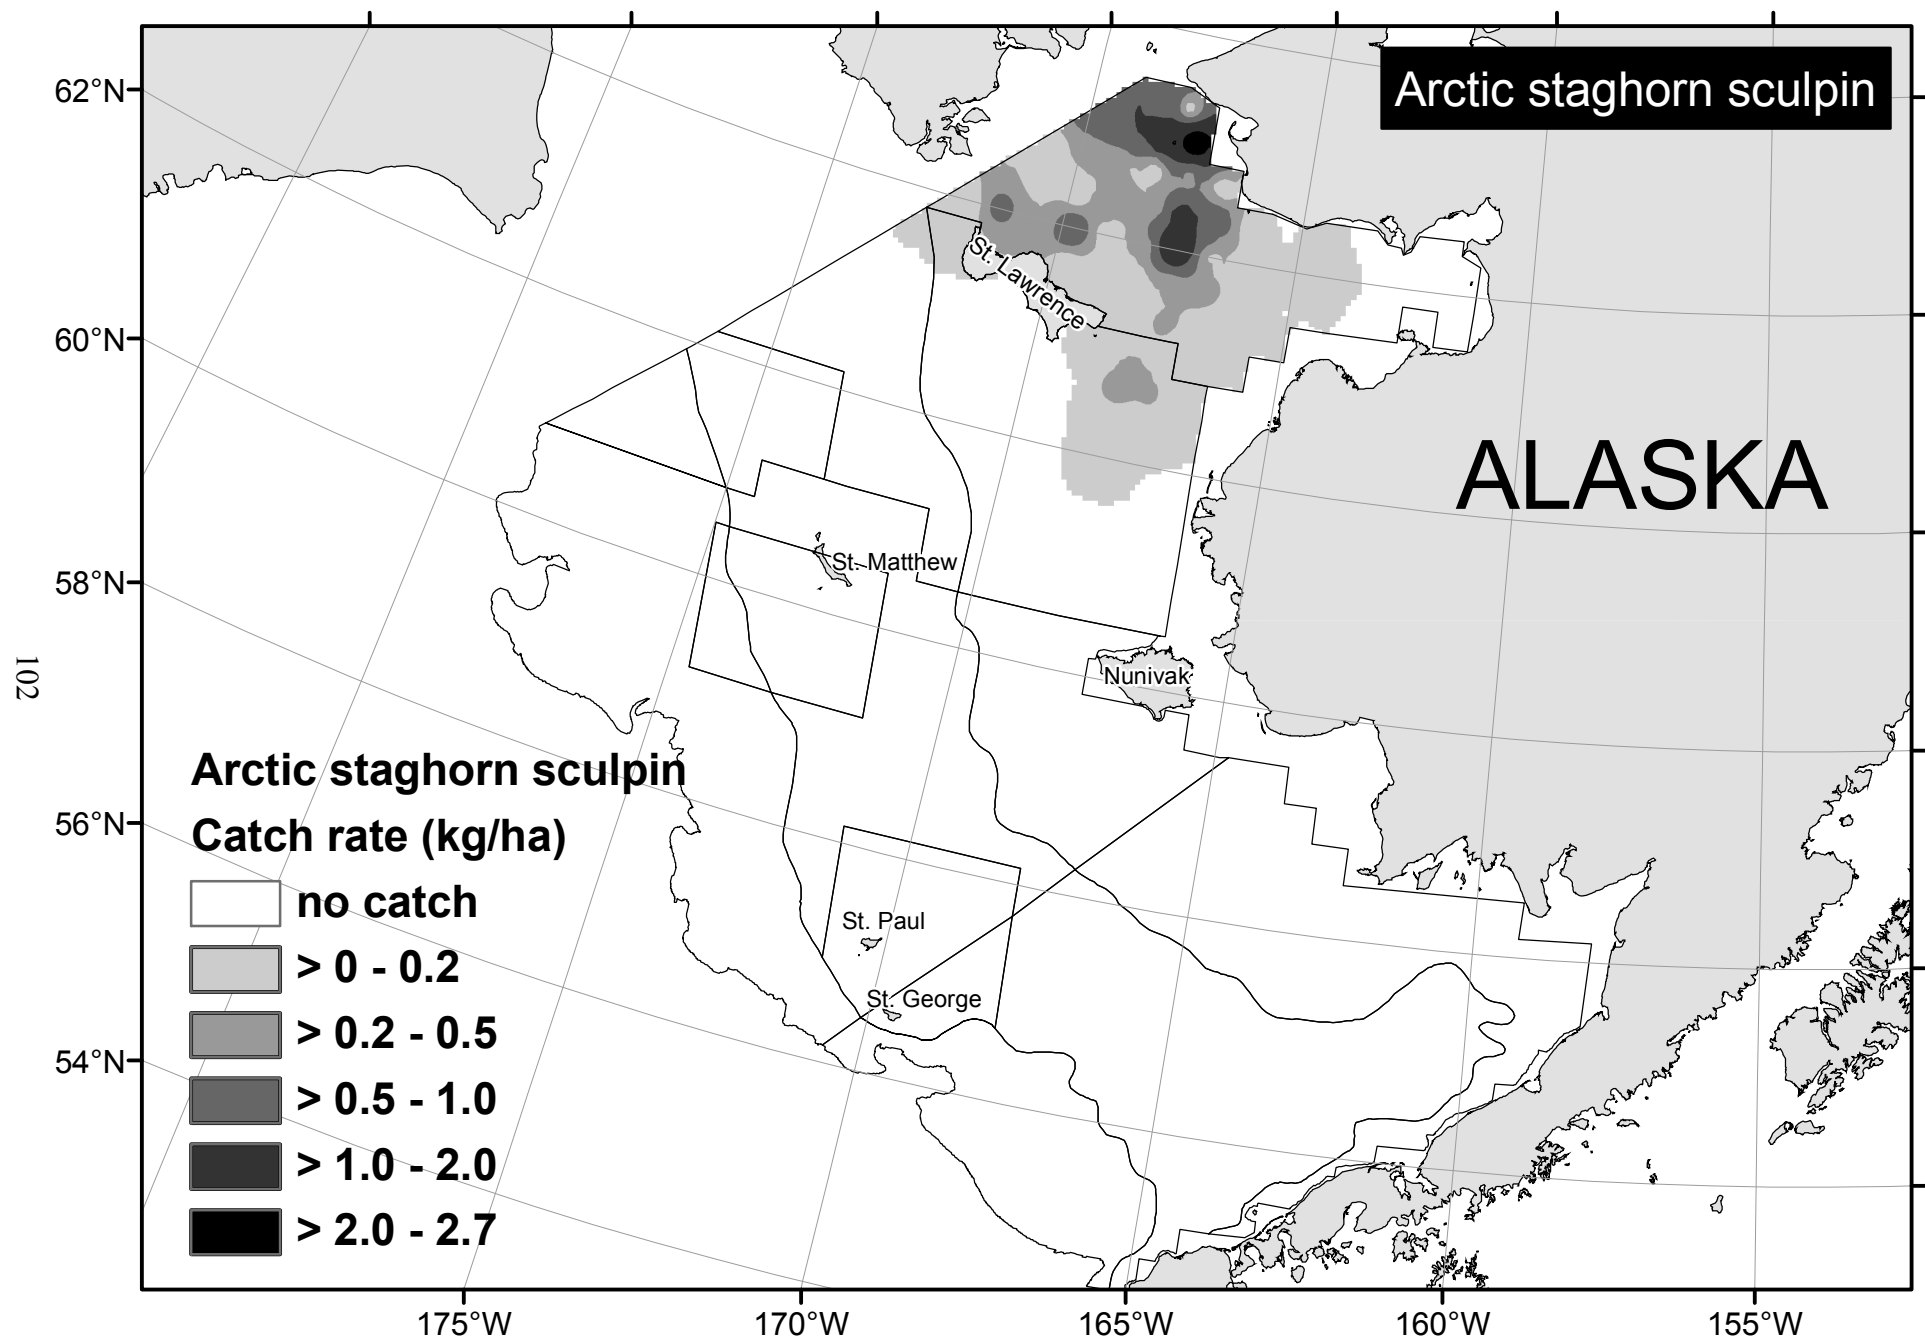 Arctic staghorn sculpin
62°N
60°N
58°N
56°N
54°N
St. Lawrence
ALASKA
St. Matthew
Nunivak
St. Paul
St. George
102
Arctic staghorn sculpin
Catch rate (kg/ha)
no catch
> 0 - 0.2
> 0.2 - 0.5
> 0.5 - 1.0
> 1.0 - 2.0
> 2.0 - 2.7
175°W
170°W
165°W
160°W
155°W